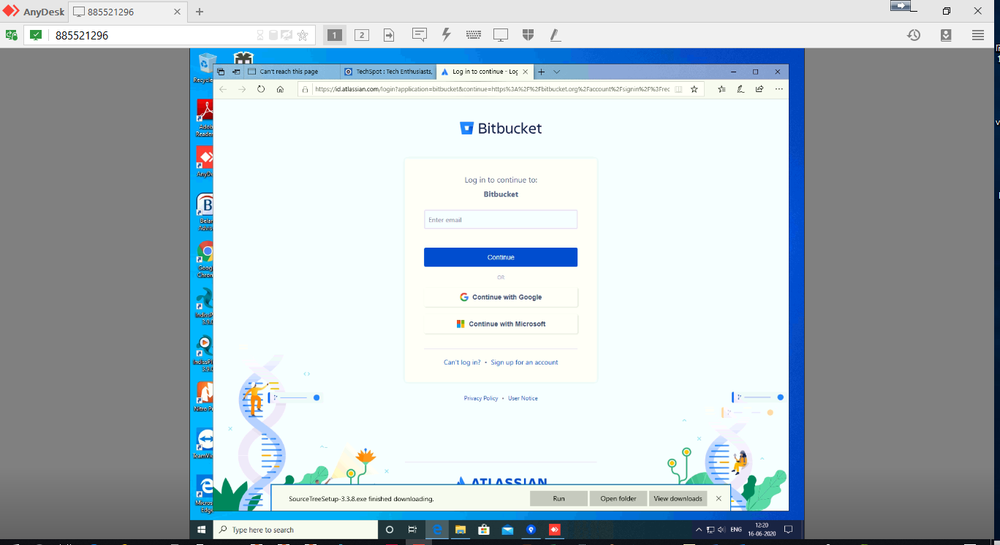 AnyDesk
885521296
885521296
1
2
Recycle
Can't reach this page
TechSpot : Tech Enthusiasts,
Log in to continue - Log
https://id.atlassian.com/login?application=bitbucket&continue=https%3A%2F%2Fbitbucket.org%2Faccount%2Fsignin%2F%3Frec
Bitbucket
Log in to continue to:
Bitbucket
Enter email
Continue
OR
Continue with Google
Continue with Microsoft
Can't log in? • Sign up for an account
Privacy Policy • User Notice
ATLASSIAN
Adob
Reader
AnyDe
Belar
Advis
Goog
Chron
IndissPl
3.9.0
IndissPl
3.9.0
Nitro P
TeamVie
Micros
Edge
SourceTreeSetup-3.3.8.exe finished downloading.
Run
Open folder
View downloads
Type here to search
ENG
12:20
16-06-2020